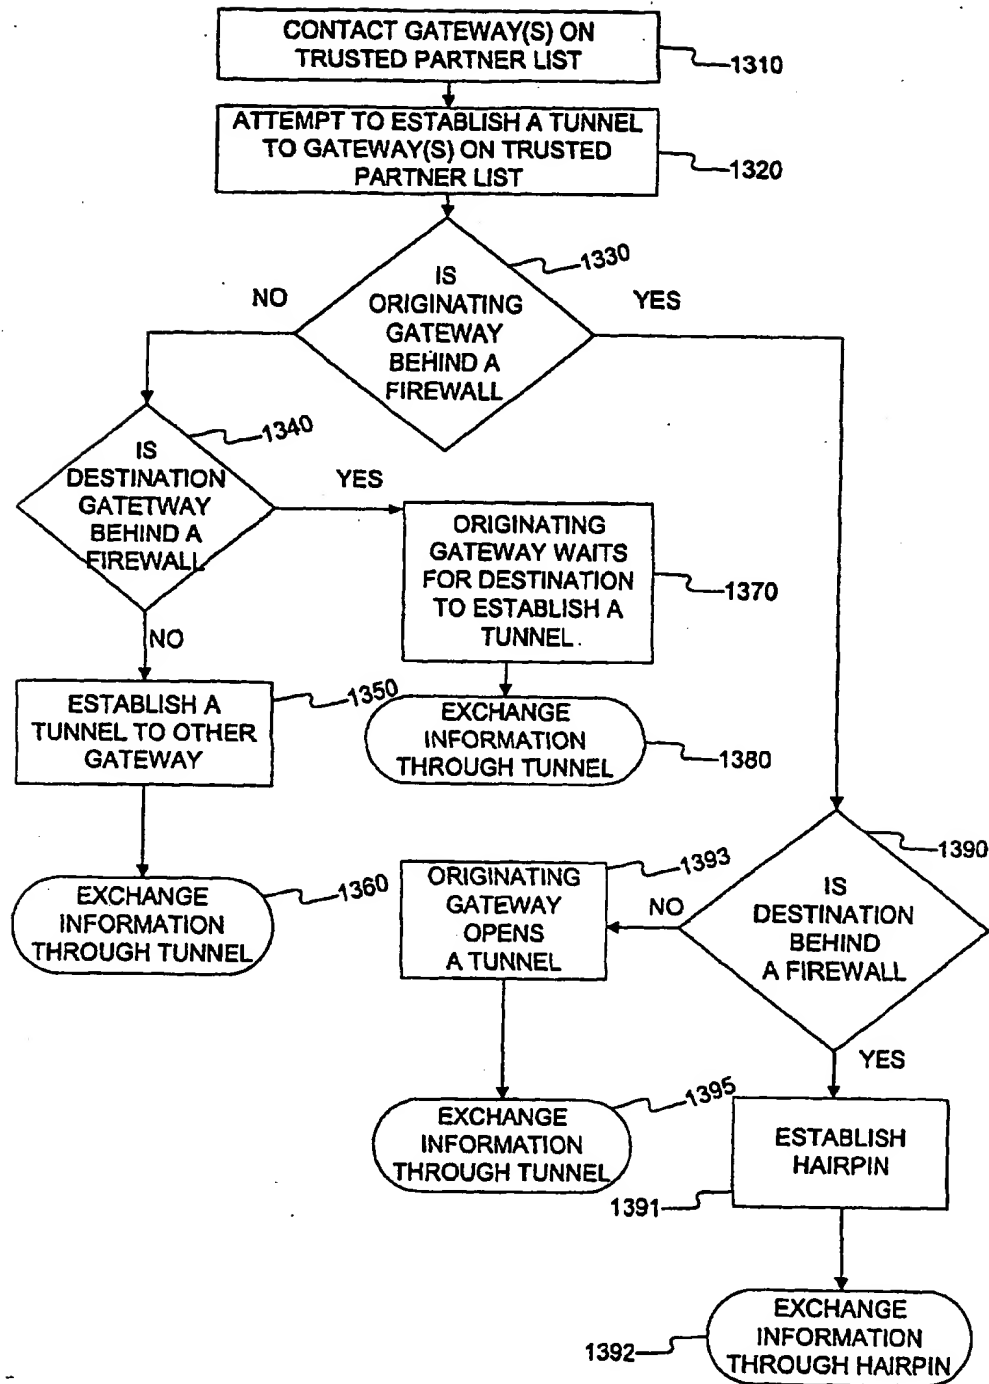 CONTACT GATEWAY(S) ON
TRUSTED PARTNER LIST
1310
ATTEMPT TO ESTABLISH A TUNNEL
TO GATEWAY(S) ON TRUSTED
PARTNER LIST
1320
1330
IS
ORIGINATING
GATEWAY
BEHIND A
FIREWALL
NO
YES
1340
IS
DESTINATION
GATETWAY
BEHIND A
FIREWALL
YES
NO
ORIGINATING
GATEWAY WAITS
FOR DESTINATION
TO ESTABLISH A
TUNNEL.
1370
ESTABLISH A
TUNNEL TO OTHER
GATEWAY
1350
EXCHANGE
INFORMATION
THROUGH TUNNEL
1380
EXCHANGE
INFORMATION
THROUGH TUNNEL
1360
1390
IS
DESTINATION
BEHIND
A FIREWALL
NO
YES
ORIGINATING
GATEWAY
OPENS
A TUNNEL
1393
EXCHANGE
INFORMATION
THROUGH TUNNEL
1395
ESTABLISH
HAIRPIN
1391
EXCHANGE
INFORMATION
THROUGH HAIRPIN
1392